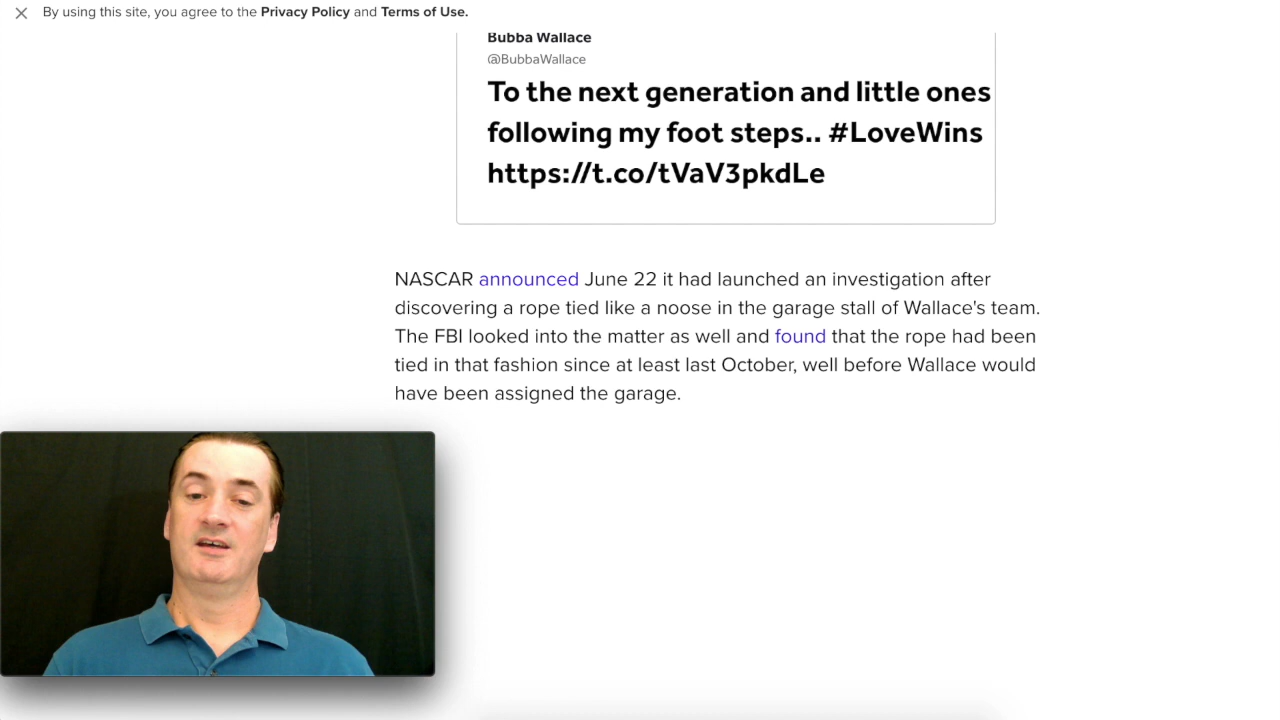 By using this site, you agree to the Privacy Policy and Terms of Use.
Bubba Wallace
@BubbaWallace
To the next generation and little ones
following my foot steps.. #LoveWins
https://t.co/tVaV3pkdLe
NASCAR announced June 22 it had launched an investigation after
discovering a rope tied like a noose in the garage stall of Wallace's team.
The FBI looked into the matter as well and found that the rope had been
tied in that fashion since at least last October, well before Wallace would
have been assigned the garage.